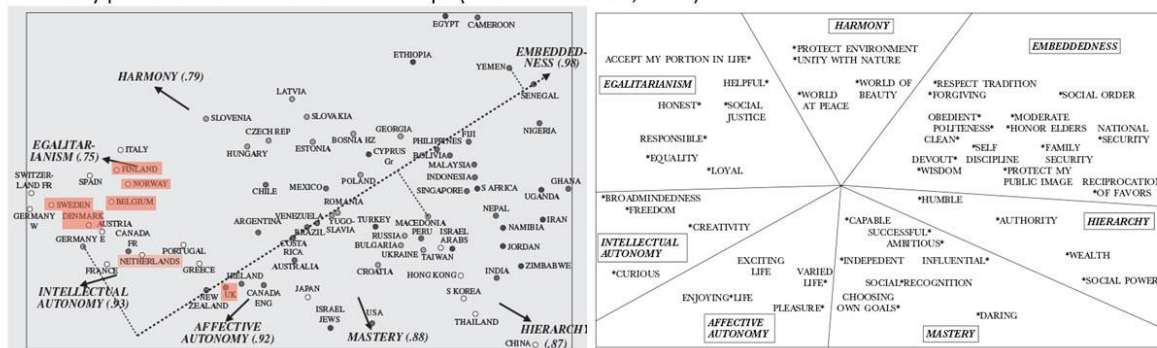 EGYPT
CAMEROON
ETHIOPIA
EMBEDDED-
NESS (.98)
YEMEN
HARMONY (.79)
SENEGAL
LATVIA
SLOVENIA
SLOVAKIA
NIGERIA
CZECH REP
BOSNIA HZ
GEORGIA
PHILIPPINES
FIJI
EGALITAR-
IANISM (.75)
ITALY
HUNGARY
ESTONIA
CYPRUS
Gr
BOLIVIA
MALAYSIA
FINLAND
SWITZER-
LAND FR
SPAIN
NORWAY
POLAND
INDONESIA
CHILE
MEXICO
SINGAPORE
S AFRICA
UGANDA
GHANA
SWEDEN
BELGIUM
ROMANIA
GERMANY
W
DENMARK
AUSTRIA
VENEZUELA
YUGO-
SLAVIA
TURKEY
MACEDONIA
NEPAL
IRAN
ARGENTINA
BRAZIL
PERU
ISRAEL
ARABS
NAMIBIA
GERMANY E
CANADA
FR
PORTUGAL
COSTA
RICA
RUSSIA
BULGARIA
UKRAINE
TAIWAN
JORDAN
FRANCE
NETHERLANDS
GREECE
AUSTRALIA
CROATIA
HONG KONG
INDIA
ZIMBABWE
INTELLECTUAL
AUTONOMY (.93)
IRELAND
NEW
ZEALAND
UK
CANADA
ENG
JAPAN
S KOREA
AFFECTIVE
AUTONOMY (.92)
ISRAEL
JEWS
USA
MASTERY (.88)
THAILAND
HIERARCHY
(.87)
CHINA
HARMONY
ACCEPT MY PORTION IN LIFE*
*PROTECT ENVIRONMENT
*UNITY WITH NATURE
EMBEDDEDNESS
EGALITARIANISM
HELPFUL*
*WORLD OF
BEAUTY
*RESPECT TRADITION
*FORGIVING
*SOCIAL ORDER
HONEST*
*SOCIAL
JUSTICE
*WORLD
AT PEACE
OBEDIENT*
*MODERATE
POLITENESS*
*HONOR ELDERS
NATIONAL
*SECURITY
RESPONSIBLE*
CLEAN*
*SELF
DISCIPLINE
*FAMILY
SECURITY
*EQUALITY
DEVOUT*
*WISDOM
*PROTECT MY
PUBLIC IMAGE
*LOYAL
RECIPROCATION
*OF FAVORS
*BROADMINDEDNESS
*FREEDOM
*HUMBLE
*CREATIVITY
*CAPABLE
SUCCESSFUL*
AMBITIOUS*
*AUTHORITY
HIERARCHY
INTELLECTUAL
AUTONOMY
*CURIOUS
EXCITING
LIFE
VARIED
LIFE*
*INDEPEDENT
INFLUENTIAL*
*WEALTH
SOCIAL*RECOGNITION
*SOCIAL POWER
ENJOYING*LIFE
PLEASURE*
CHOOSING
OWN GOALS*
*DARING
AFFECTIVE
AUTONOMY
MASTERY